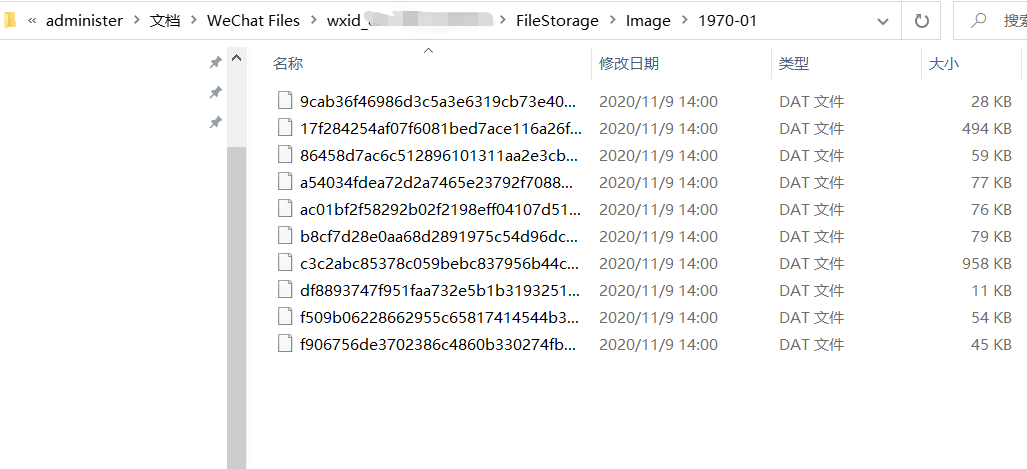 « administer > 文档 > WeChat Files > wxid_ > FileStorage > Image > 1970-01 搜索
名称 修改日期 类型 大小
9cab36f46986d3c5a3e6319cb73e40... 2020/11/9 14:00 DAT 文件 28 KB
17f284254af07f6081bed7ace116a26f... 2020/11/9 14:00 DAT 文件 494 KB
86458d7ac6c512896101311aa2e3cb... 2020/11/9 14:00 DAT 文件 59 KB
a54034fdea72d2a7465e23792f7088... 2020/11/9 14:00 DAT 文件 77 KB
ac01bf2f58292b02f2198eff04107d51... 2020/11/9 14:00 DAT 文件 76 KB
b8cf7d28e0aa68d2891975c54d96dc... 2020/11/9 14:00 DAT 文件 79 KB
c3c2abc85378c059bebc837956b44c... 2020/11/9 14:00 DAT 文件 958 KB
df8893747f951faa732e5b1b3193251... 2020/11/9 14:00 DAT 文件 11 KB
f509b06228662955c65817414544b3... 2020/11/9 14:00 DAT 文件 54 KB
f906756de3702386c4860b330274fb... 2020/11/9 14:00 DAT 文件 45 KB